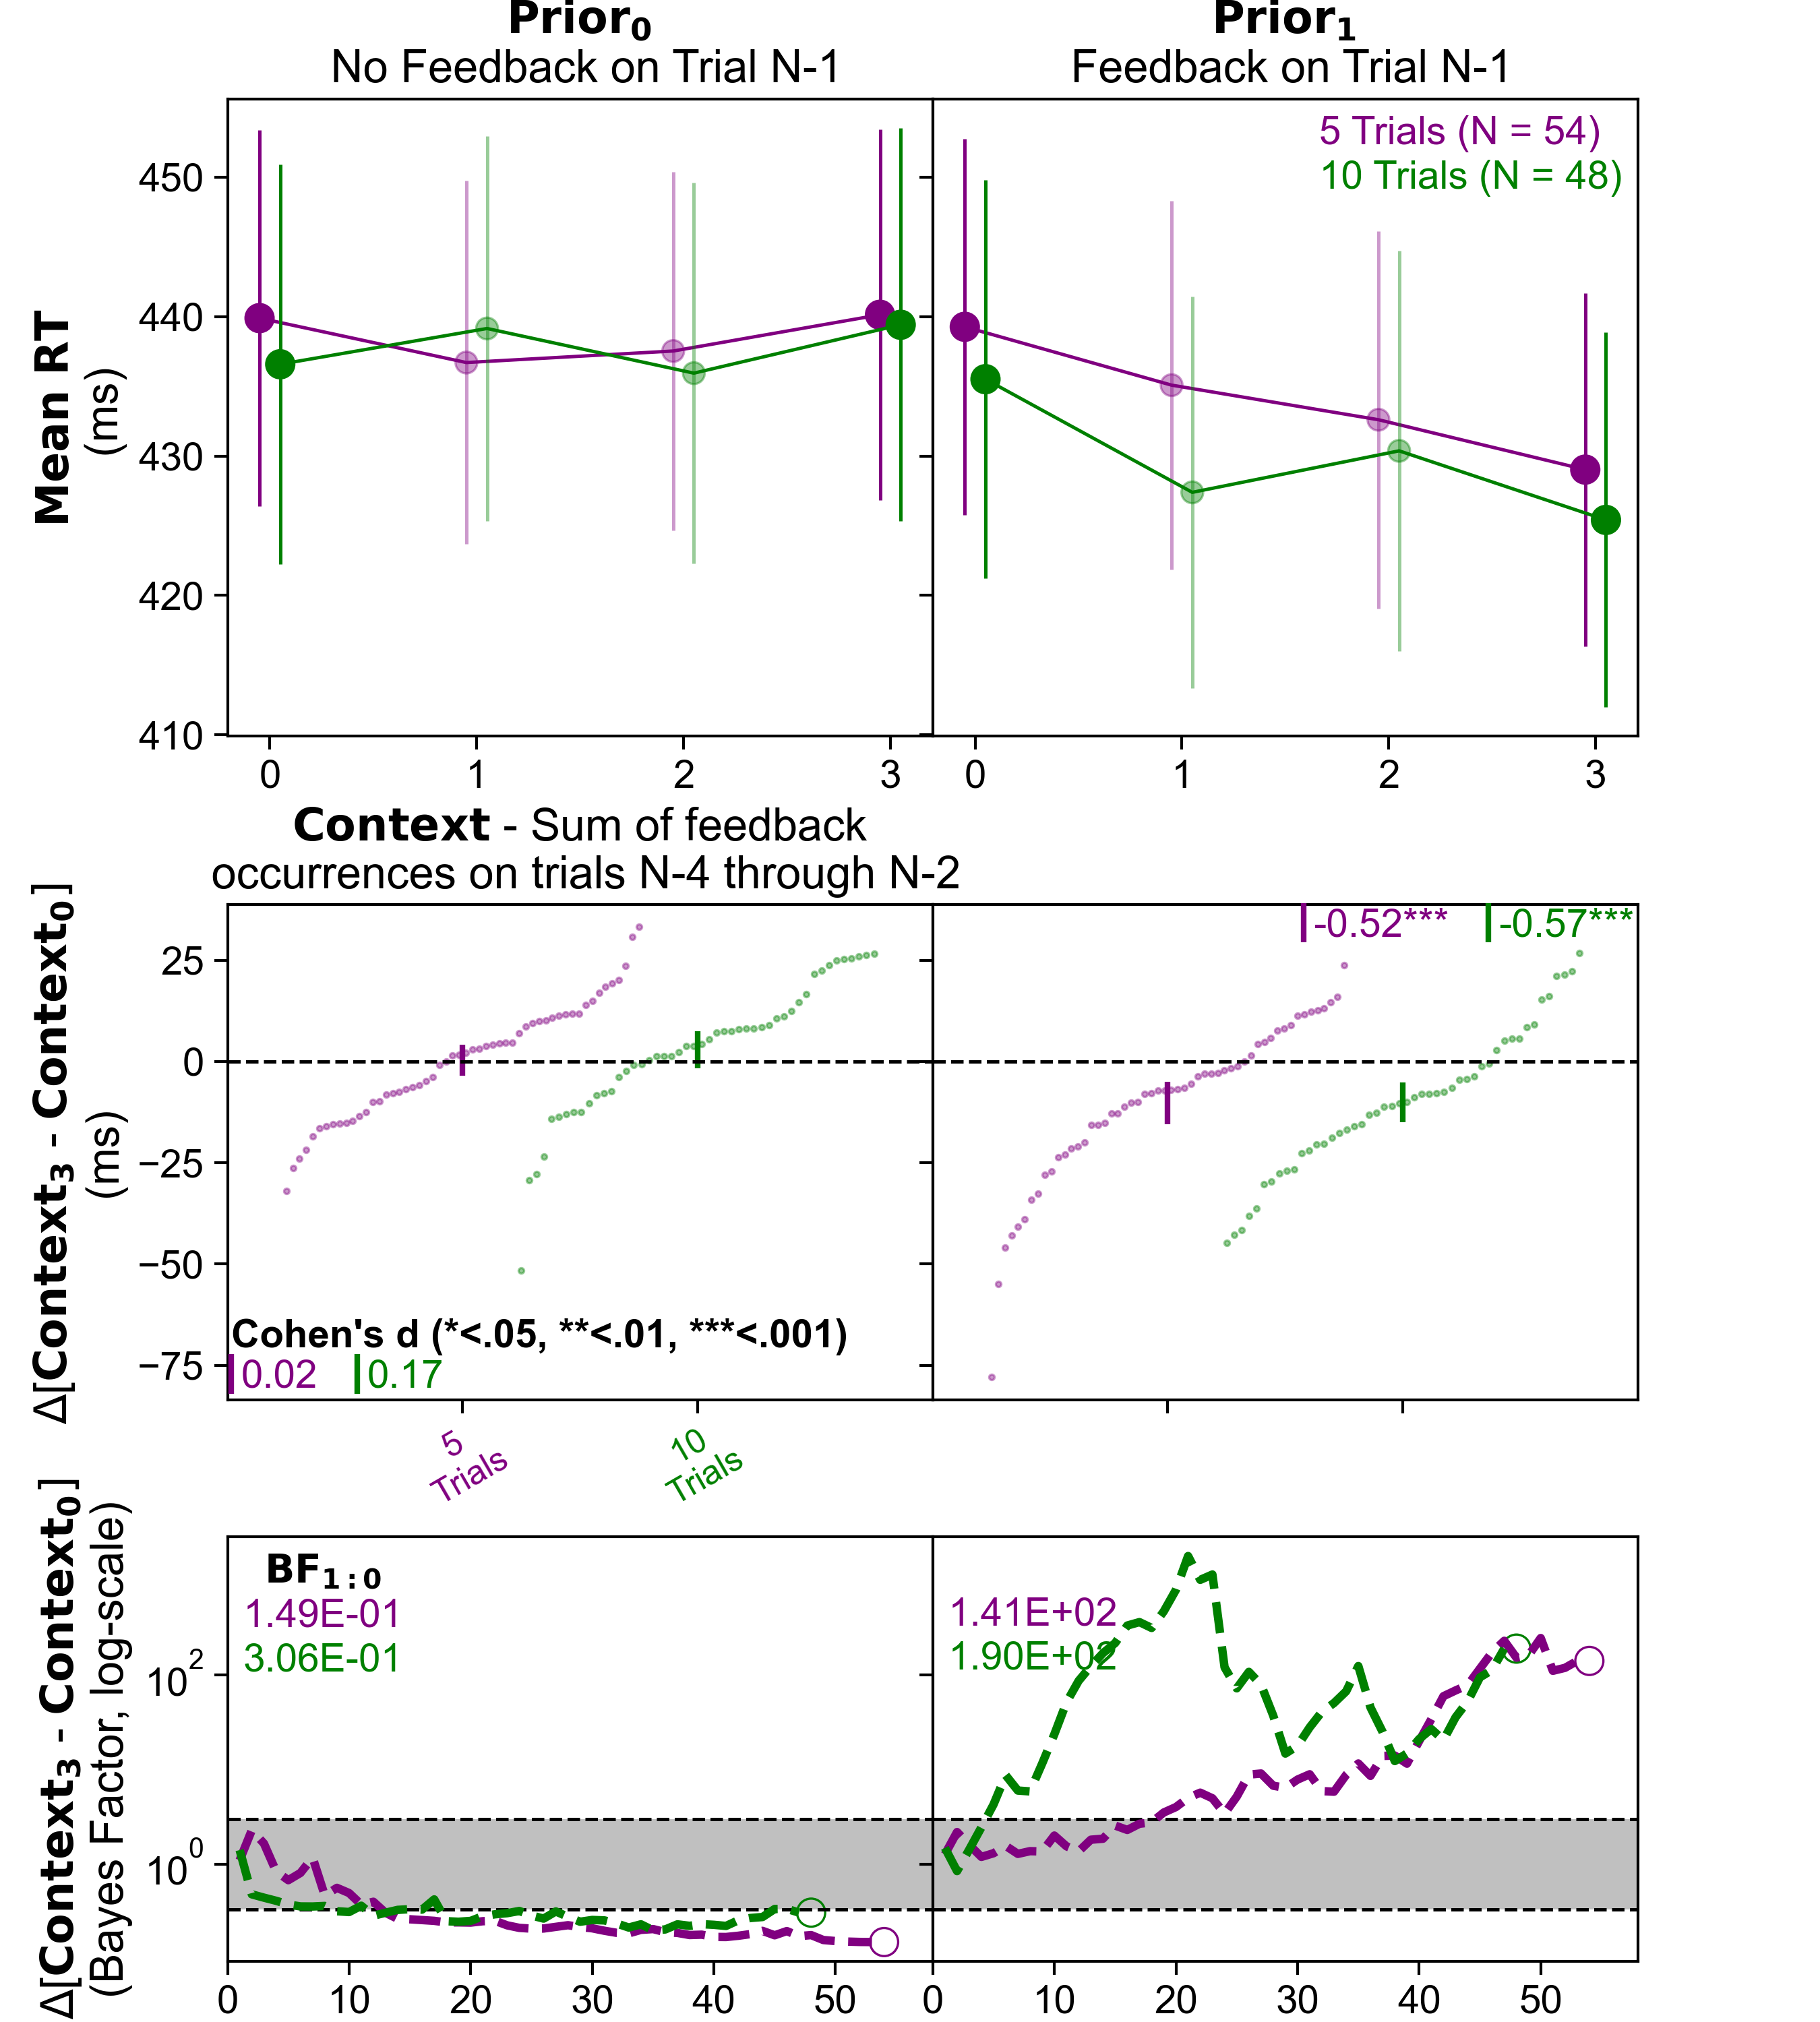 Prior₀
No Feedback on Trial N-1
Prior₁
Feedback on Trial N-1
Mean RT
(ms)
450
440
430
420
410
5 Trials (N = 54)
10 Trials (N = 48)
0 1 2 3
0 1 2 3
Context - Sum of feedback
occurrences on trials N-4 through N-2
Δ[Context₃ - Context₀]
(ms)
25
0
−25
−50
−75
-0.52***
-0.57***
Cohen's d (*<.05, **<.01, ***<.001)
0.02
0.17
5
Trials
10
Trials
Δ[Context₃ - Context₀]
(Bayes Factor, log-scale)
10²
10⁰
BF₁:₀
1.49E-01
3.06E-01
1.41E+02
1.90E+02
0 10 20 30 40 50
0 10 20 30 40 50